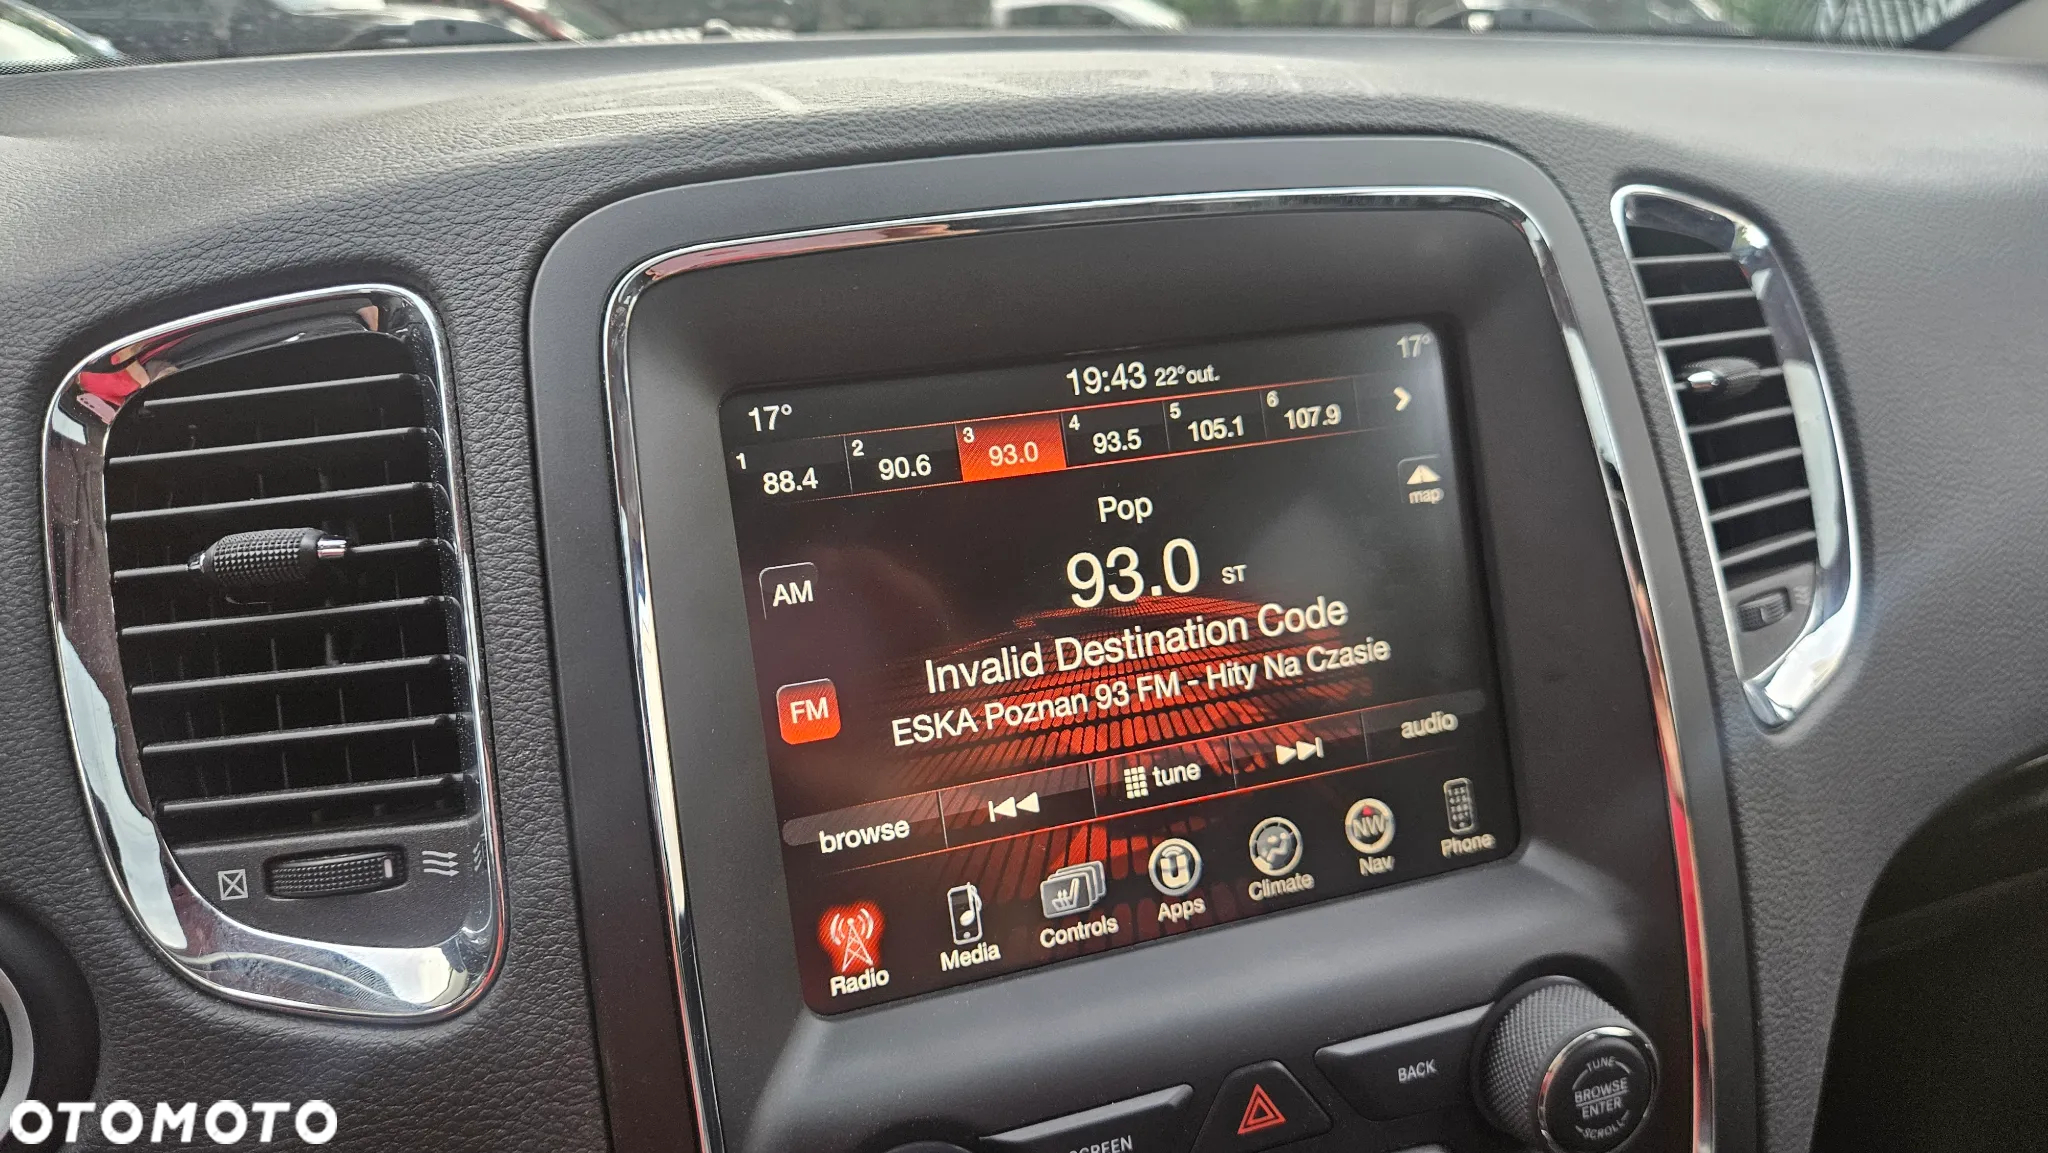 19:43 22° out.
17°
17°
1 88.4
2 90.6
3 93.0
4 93.5
5 105.1
6 107.9
map
Pop
93.0 ST
AM
Invalid Destination Code
FM
ESKA Poznan 93 FM - Hity Na Czasie
browse
tune
audio
Radio
Media
Controls
Apps
Climate
NW
Nav
Phone
BACK
TUNE
BROWSE
ENTER
SCROLL
OTOMOTO